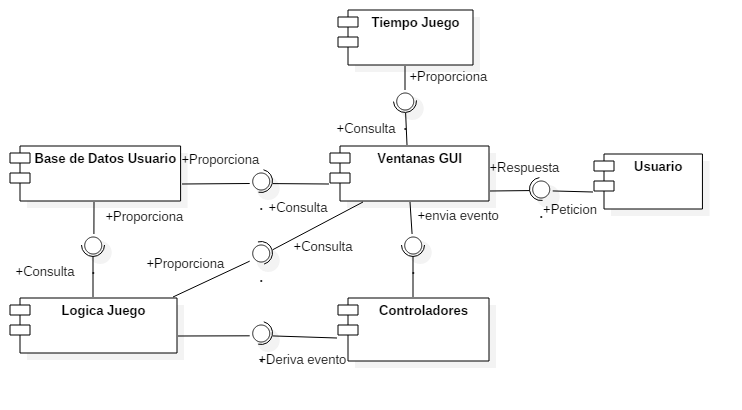 Tiempo Juego
+Proporciona
+Consulta
Base de Datos Usuario
+Proporciona
Ventanas GUI
+Respuesta
Usuario
+Consulta
+Peticion
+Proporciona
+envia evento
+Consulta
+Proporciona
+Consulta
Logica Juego
Controladores
+Deriva evento